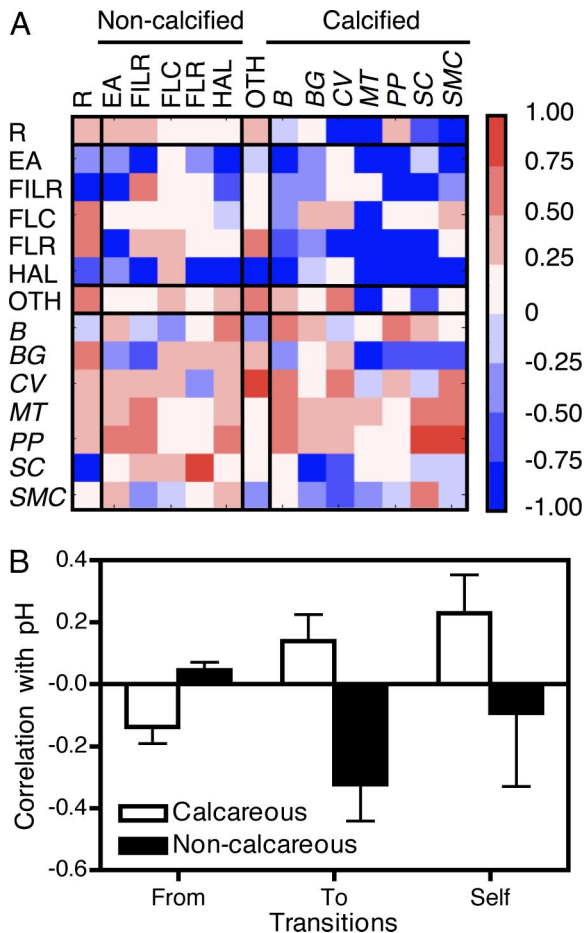 A
Non-calcified
Calcified
R EA FILR FLC FLR HAL OTH B BG CV MT PP SC SMC
R
EA
FILR
FLC
FLR
HAL
OTH
B
BG
CV
MT
PP
SC
SMC
1.00
0.75
0.50
0.25
0
-0.25
-0.50
-0.75
-1.00
B
Correlation with pH
0.4
0.2
-0.0
-0.2
-0.4
-0.6
Calcareous
Non-calcareous
From To Self
Transitions